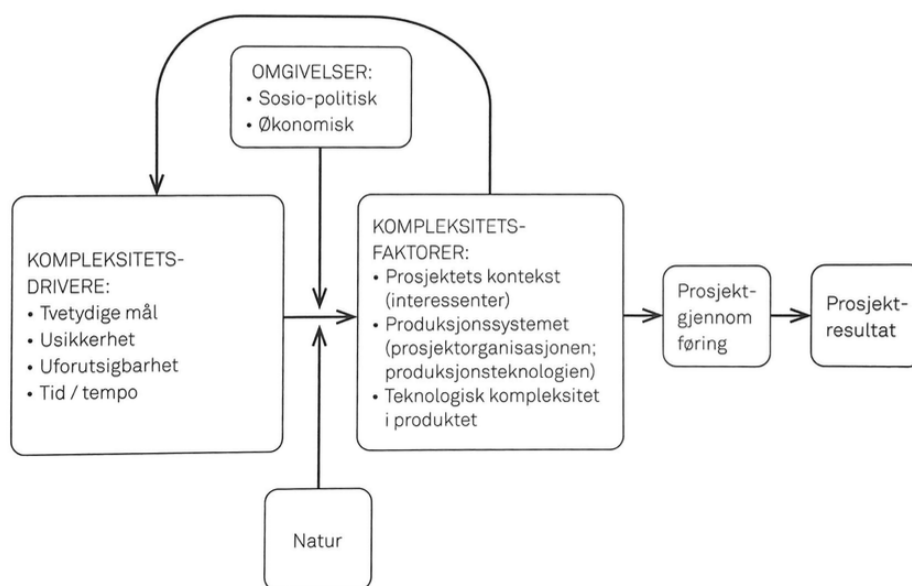 OMGIVELSER:
• Sosio-politisk
• Økonomisk
KOMPLEKSITETS-
DRIVERE:
• Tvetydige mål
• Usikkerhet
• Uforutsigbarhet
• Tid / tempo
KOMPLEKSITETS-
FAKTORER:
• Prosjektets kontekst
(interessenter)
• Produksjonssystemet
(prosjektorganisasjonen;
produksjonsteknologien)
• Teknologisk kompleksitet
i produktet
Prosjekt-
gjennom
føring
Prosjekt-
resultat
Natur